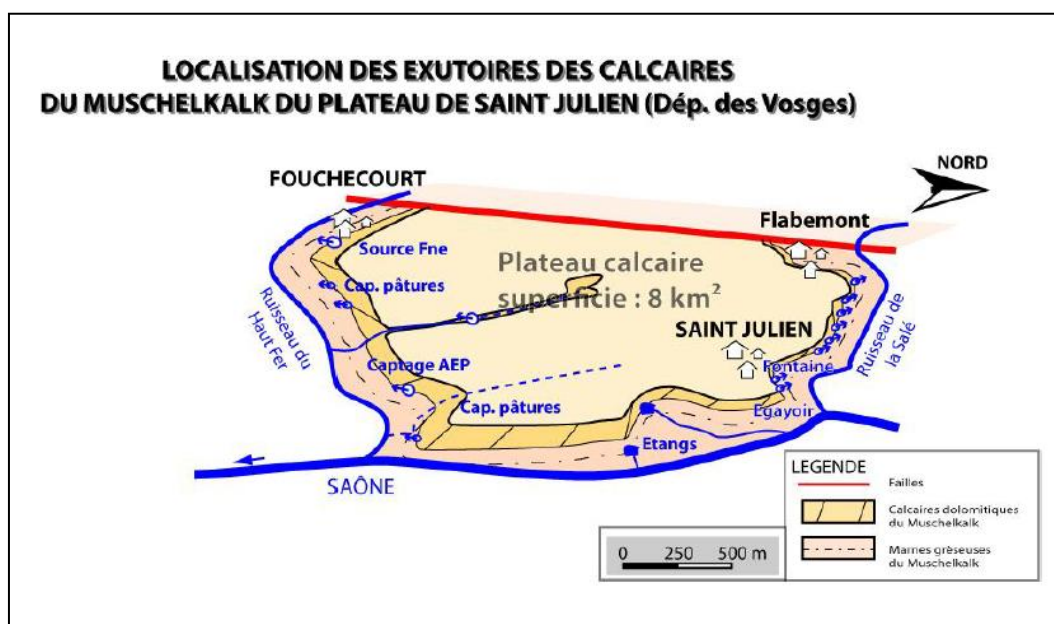 LOCALISATION DES EXUTOIRES DES CALCAIRES
DU MUSCHELKALK DU PLATEAU DE SAINT JULIEN (Dép. des Vosges)
NORD
FOUCHECOURT
Flabemont
Source Fne
Plateau calcaire
superficie : 8 km²
Cap. pâtures
Ruisseau du
Haut Fer
SAINT JULIEN
Ruisseau de
la Salé
Captage AEP
Fontaine
Cap. pâtures
Egayoir
Etangs
SAÔNE
LEGENDE
Failles
Calcaires dolomitiques
du Muschelkalk
Marnes grèseuses
du Muschelkalk
0 250 500 m